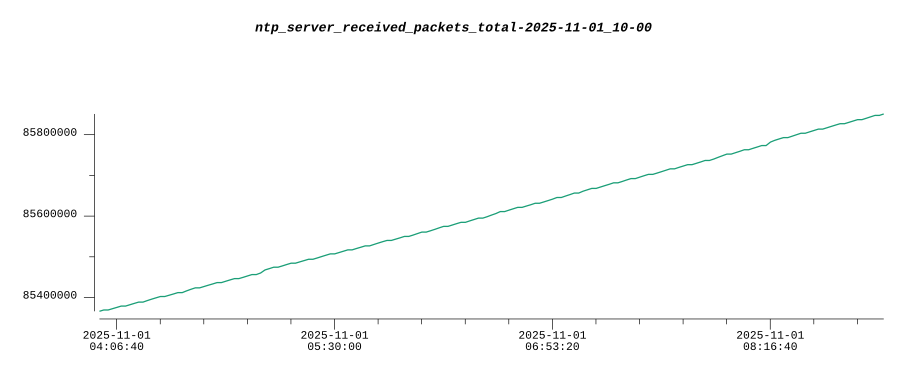 ntp_server_received_packets_total-2025-11-01_10-00
85800000
85600000
85400000
2025-11-01 2025-11-01 2025-11-01 2025-11-01
04:06:40 05:30:00 06:53:20 08:16:40